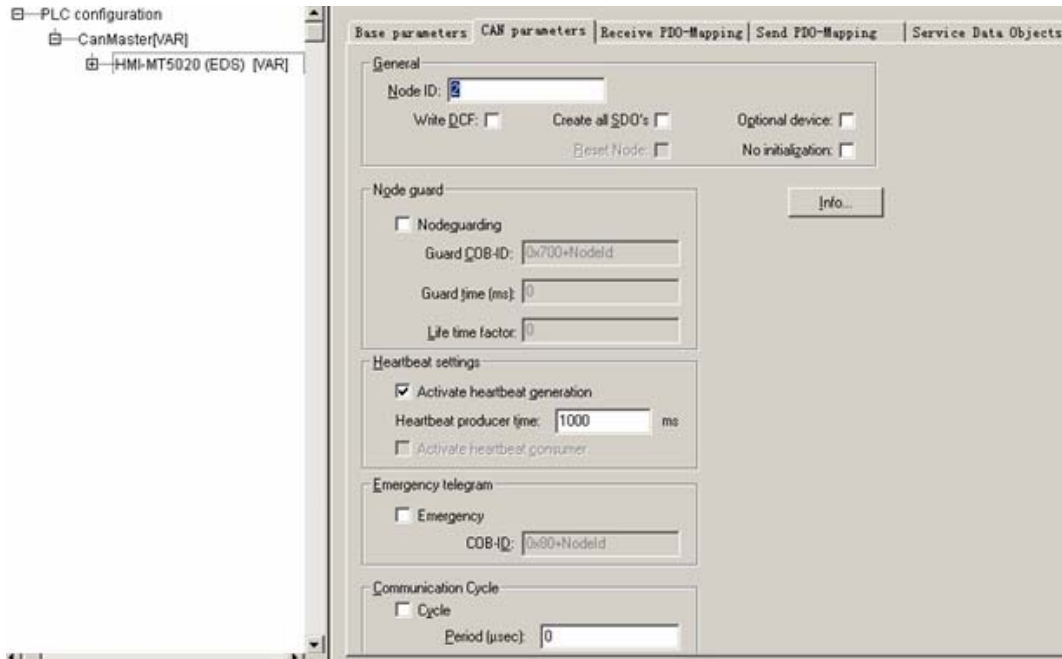 PLC configuration
CanMaster[VAR]
HMI-MT5020 (EDS) [VAR]
Base parameters CAN parameters Receive PDO-Mapping Send PDO-Mapping Service Data Objects
General
Node ID: 2
Write DCF: Create all SDO's Optional device:
Reset Node: No initialization:
Node guard
Info...
Nodeguarding
Guard COB-ID: 0x700+NodeId
Guard time (ms): 0
Life time factor: 0
Heartbeat settings
Activate heartbeat generation
Heartbeat producer time: 1000 ms
Activate heartbeat consumer
Emergency telegram
Emergency
COB-ID: 0x80+NodeId
Communication Cycle
Cycle
Period (µsec): 0